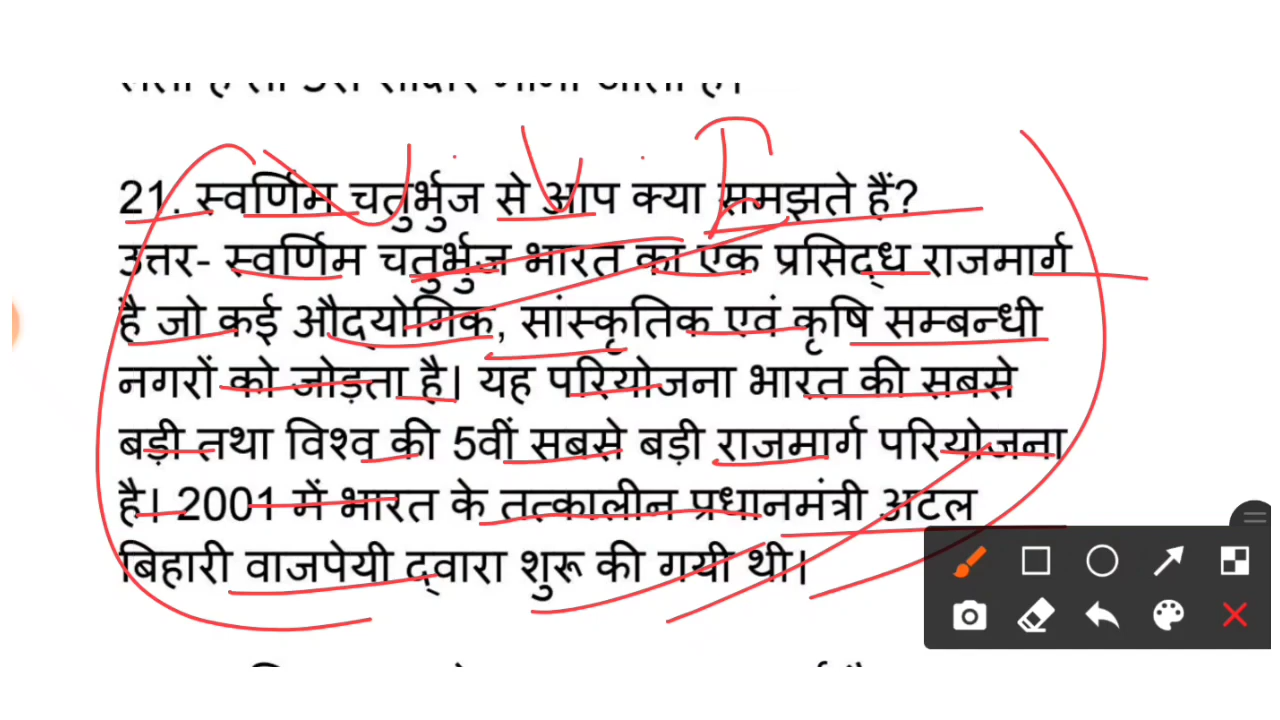 21. स्वर्णिम चतुर्भुज से आप क्या समझते हैं?
उत्तर- स्वर्णिम चतुर्भुज भारत का एक प्रसिद्ध राजमार्ग
है जो कई औद्योगिक, सांस्कृतिक एवं कृषि सम्बन्धी
नगरों को जोड़ता है। यह परियोजना भारत की सबसे
बड़ी तथा विश्व की 5वीं सबसे बड़ी राजमार्ग परियोजना
है। 2001 में भारत के तत्कालीन प्रधानमंत्री अटल
बिहारी वाजपेयी द्वारा शुरू की गयी थी।